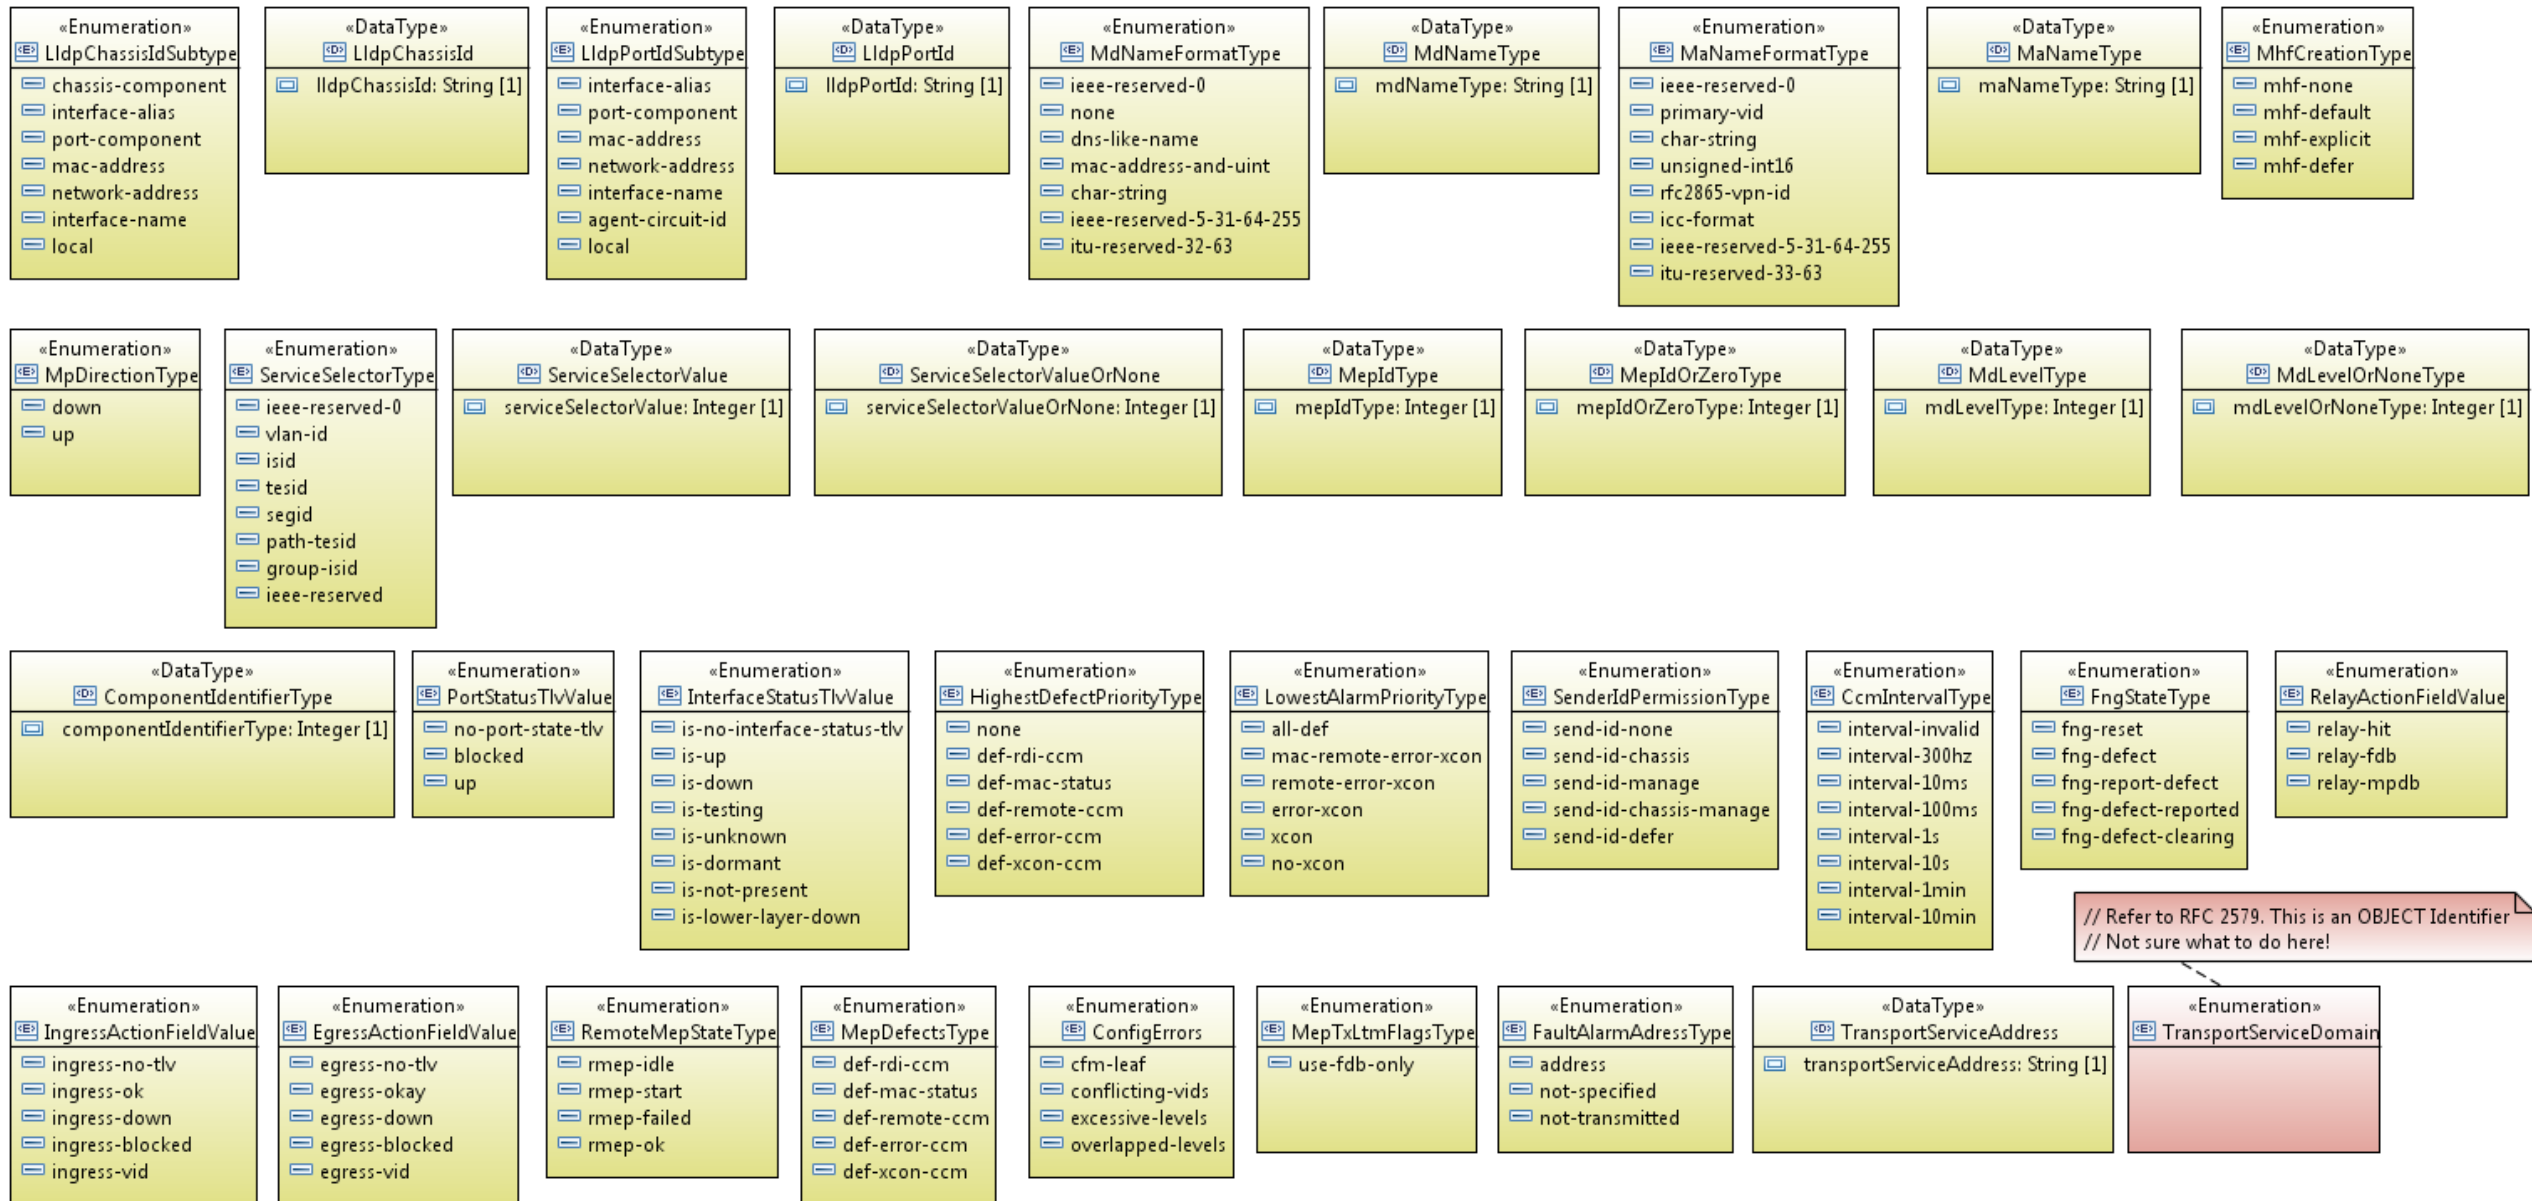 «Enumeration»
LldpChassisIdSubtype
chassis-component
interface-alias
port-component
mac-address
network-address
interface-name
local
«DataType»
LldpChassisId
lldpChassisId: String [1]
«Enumeration»
LldpPortIdSubtype
interface-alias
port-component
mac-address
network-address
interface-name
agent-circuit-id
local
«DataType»
LldpPortId
lldpPortId: String [1]
«Enumeration»
MdNameFormatType
ieee-reserved-0
none
dns-like-name
mac-address-and-uint
char-string
ieee-reserved-5-31-64-255
itu-reserved-32-63
«DataType»
MdNameType
mdNameType: String [1]
«Enumeration»
MaNameFormatType
ieee-reserved-0
primary-vid
char-string
unsigned-int16
rfc2865-vpn-id
icc-format
ieee-reserved-5-31-64-255
itu-reserved-33-63
«DataType»
MaNameType
maNameType: String [1]
«Enumeration»
MhfCreationType
mhf-none
mhf-default
mhf-explicit
mhf-defer
«Enumeration»
MpDirectionType
down
up
«Enumeration»
ServiceSelectorType
ieee-reserved-0
vlan-id
isid
tesid
segid
path-tesid
group-isid
ieee-reserved
«DataType»
ServiceSelectorValue
serviceSelectorValue: Integer [1]
«DataType»
ServiceSelectorValueOrNone
serviceSelectorValueOrNone: Integer [1]
«DataType»
MepIdType
mepIdType: Integer [1]
«DataType»
MepIdOrZeroType
mepIdOrZeroType: Integer [1]
«DataType»
MdLevelType
mdLevelType: Integer [1]
«DataType»
MdLevelOrNoneType
mdLevelOrNoneType: Integer [1]
«DataType»
ComponentIdentifierType
componentIdentifierType: Integer [1]
«Enumeration»
PortStatusTlvValue
no-port-state-tlv
blocked
up
«Enumeration»
InterfaceStatusTlvValue
is-no-interface-status-tlv
is-up
is-down
is-testing
is-unknown
is-dormant
is-not-present
is-lower-layer-down
«Enumeration»
HighestDefectPriorityType
none
def-rdi-ccm
def-mac-status
def-remote-ccm
def-error-ccm
def-xcon-ccm
«Enumeration»
LowestAlarmPriorityType
all-def
mac-remote-error-xcon
remote-error-xcon
error-xcon
xcon
no-xcon
«Enumeration»
SenderIdPermissionType
send-id-none
send-id-chassis
send-id-manage
send-id-chassis-manage
send-id-defer
«Enumeration»
CcmIntervalType
interval-invalid
interval-300hz
interval-10ms
interval-100ms
interval-1s
interval-10s
interval-1min
interval-10min
«Enumeration»
FngStateType
fng-reset
fng-defect
fng-report-defect
fng-defect-reported
fng-defect-clearing
«Enumeration»
RelayActionFieldValue
relay-hit
relay-fdb
relay-mpdb
// Refer to RFC 2579. This is an OBJECT Identifier
// Not sure what to do here!
«Enumeration»
IngressActionFieldValue
ingress-no-tlv
ingress-ok
ingress-down
ingress-blocked
ingress-vid
«Enumeration»
EgressActionFieldValue
egress-no-tlv
egress-okay
egress-down
egress-blocked
egress-vid
«Enumeration»
RemoteMepStateType
rmep-idle
rmep-start
rmep-failed
rmep-ok
«Enumeration»
MepDefectsType
def-rdi-ccm
def-mac-status
def-remote-ccm
def-error-ccm
def-xcon-ccm
«Enumeration»
ConfigErrors
cfm-leaf
conflicting-vids
excessive-levels
overlapped-levels
«Enumeration»
MepTxLtmFlagsType
use-fdb-only
«Enumeration»
FaultAlarmAdressType
address
not-specified
not-transmitted
«DataType»
TransportServiceAddress
transportServiceAddress: String [1]
«Enumeration»
TransportServiceDomain